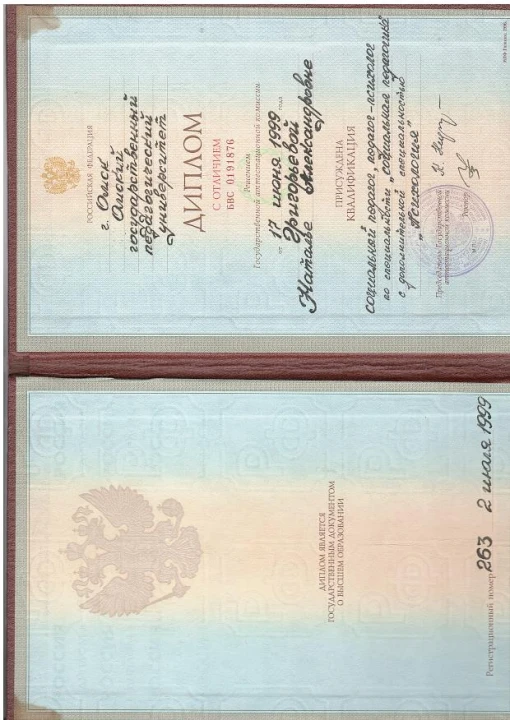 ДИПЛОМ ЯВЛЯЕТСЯ
ГОСУДАРСТВЕННЫМ ДОКУМЕНТОМ
О ВЫСШЕМ ОБРАЗОВАНИИ
Регистрационный номер 263 2 июля 1999
РОССИЙСКАЯ ФЕДЕРАЦИЯ
г. Омск
Омский
государственный
педагогический
университет
ДИПЛОМ
С ОТЛИЧИЕМ
БВС 0191876
Решением
Государственной аттестационной комиссии
от 17 июня 1999 года
Григорьевой
Наталье Александровне
ПРИСУЖДЕНА
КВАЛИФИКАЦИЯ
социальный педагог, педагог-психолог
по специальности "Социальная педагогика"
с дополнительной специальностью
"Психология"
Председатель Государственной
аттестационной комиссии
Ректор
М.П.